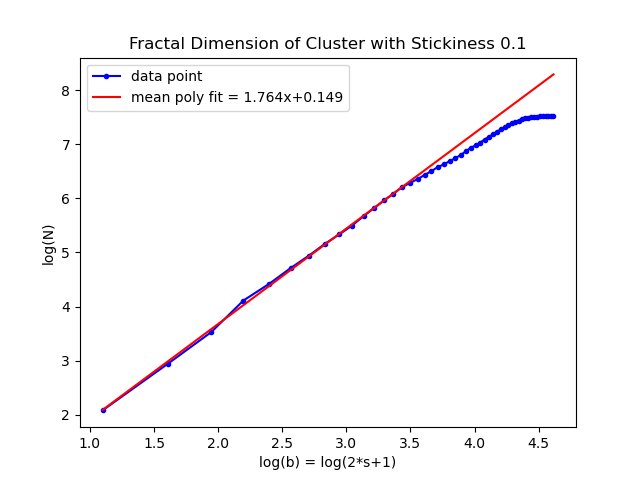 Fractal Dimension of Cluster with Stickiness 0.1
data point
mean poly fit = 1.764x+0.149
8
7
6
5
4
3
2
log(N)
1.0 1.5 2.0 2.5 3.0 3.5 4.0 4.5
log(b) = log(2*s+1)